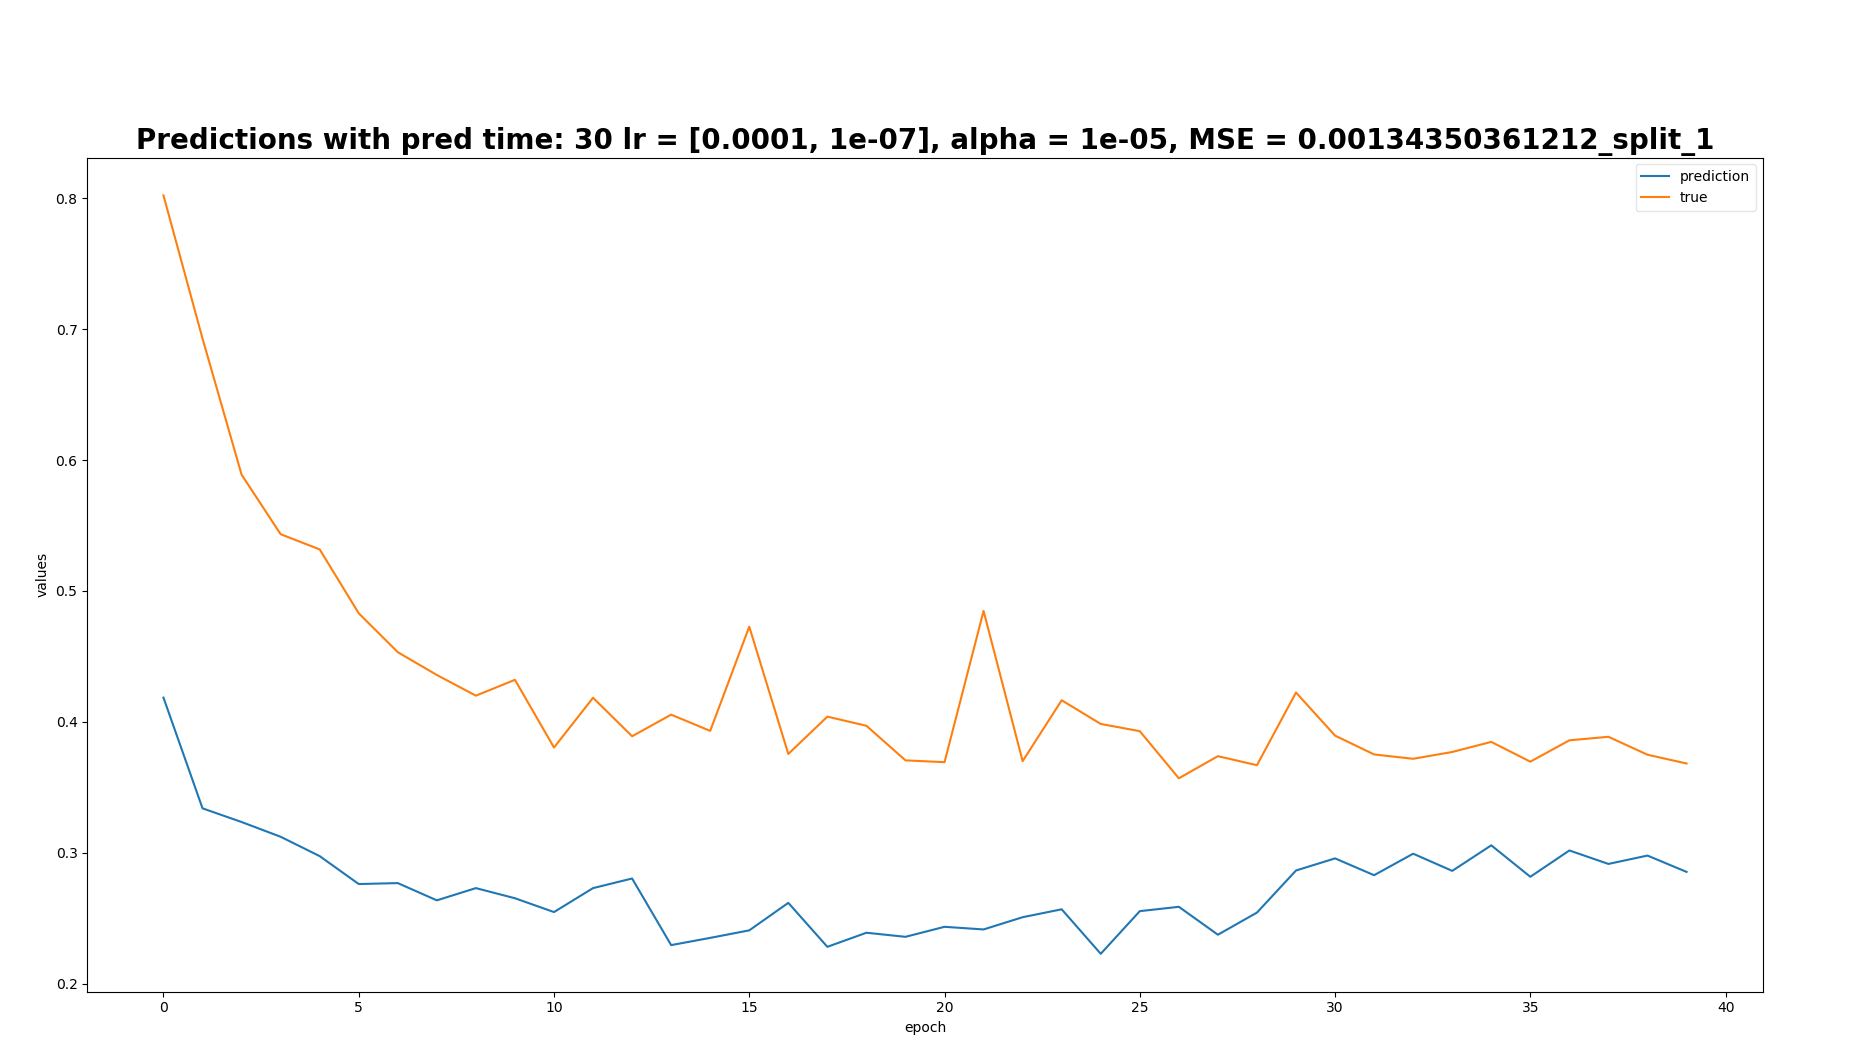 Predictions with pred time: 30 lr = [0.0001, 1e-07], alpha = 1e-05, MSE = 0.00134350361212_split_1
prediction
true
0.8
0.7
0.6
0.5
0.4
0.3
0.2
values
0 5 10 15 20 25 30 35 40
epoch